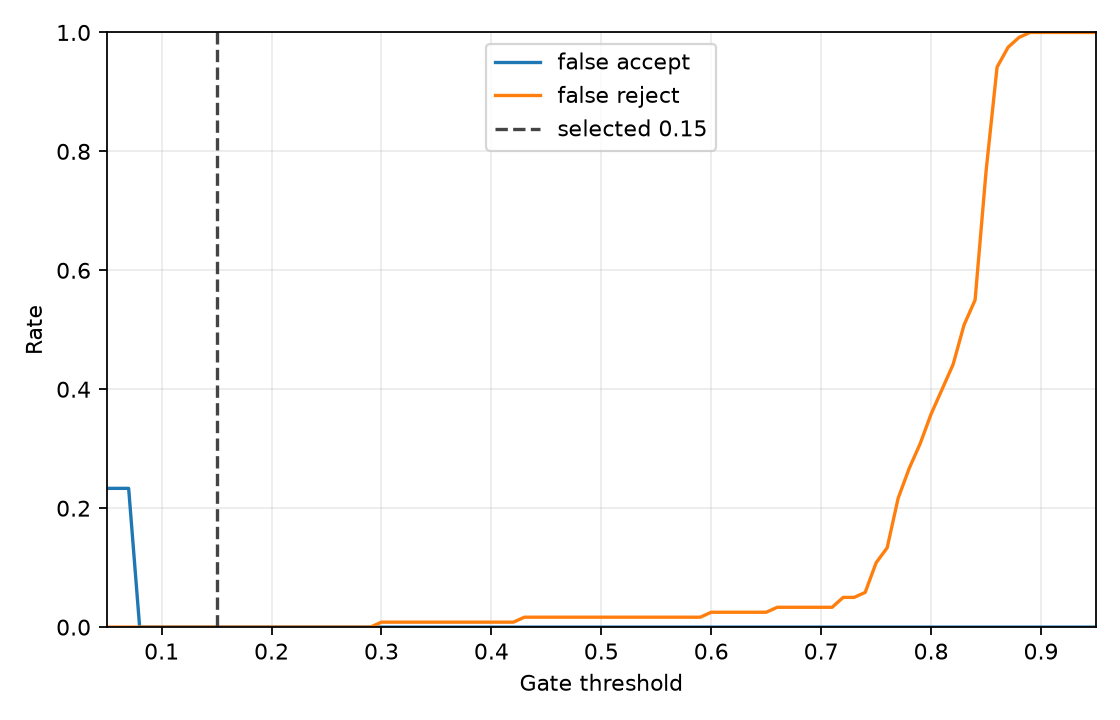 1.0
0.8
0.6
0.4
0.2
0.0
Rate
false accept
false reject
selected 0.15
0.1 0.2 0.3 0.4 0.5 0.6 0.7 0.8 0.9
Gate threshold